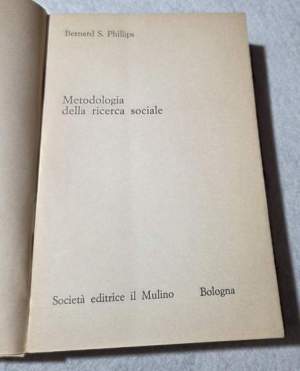 Bernard S. Phillips
Metodologia
della ricerca sociale
Società editrice il Mulino Bologna